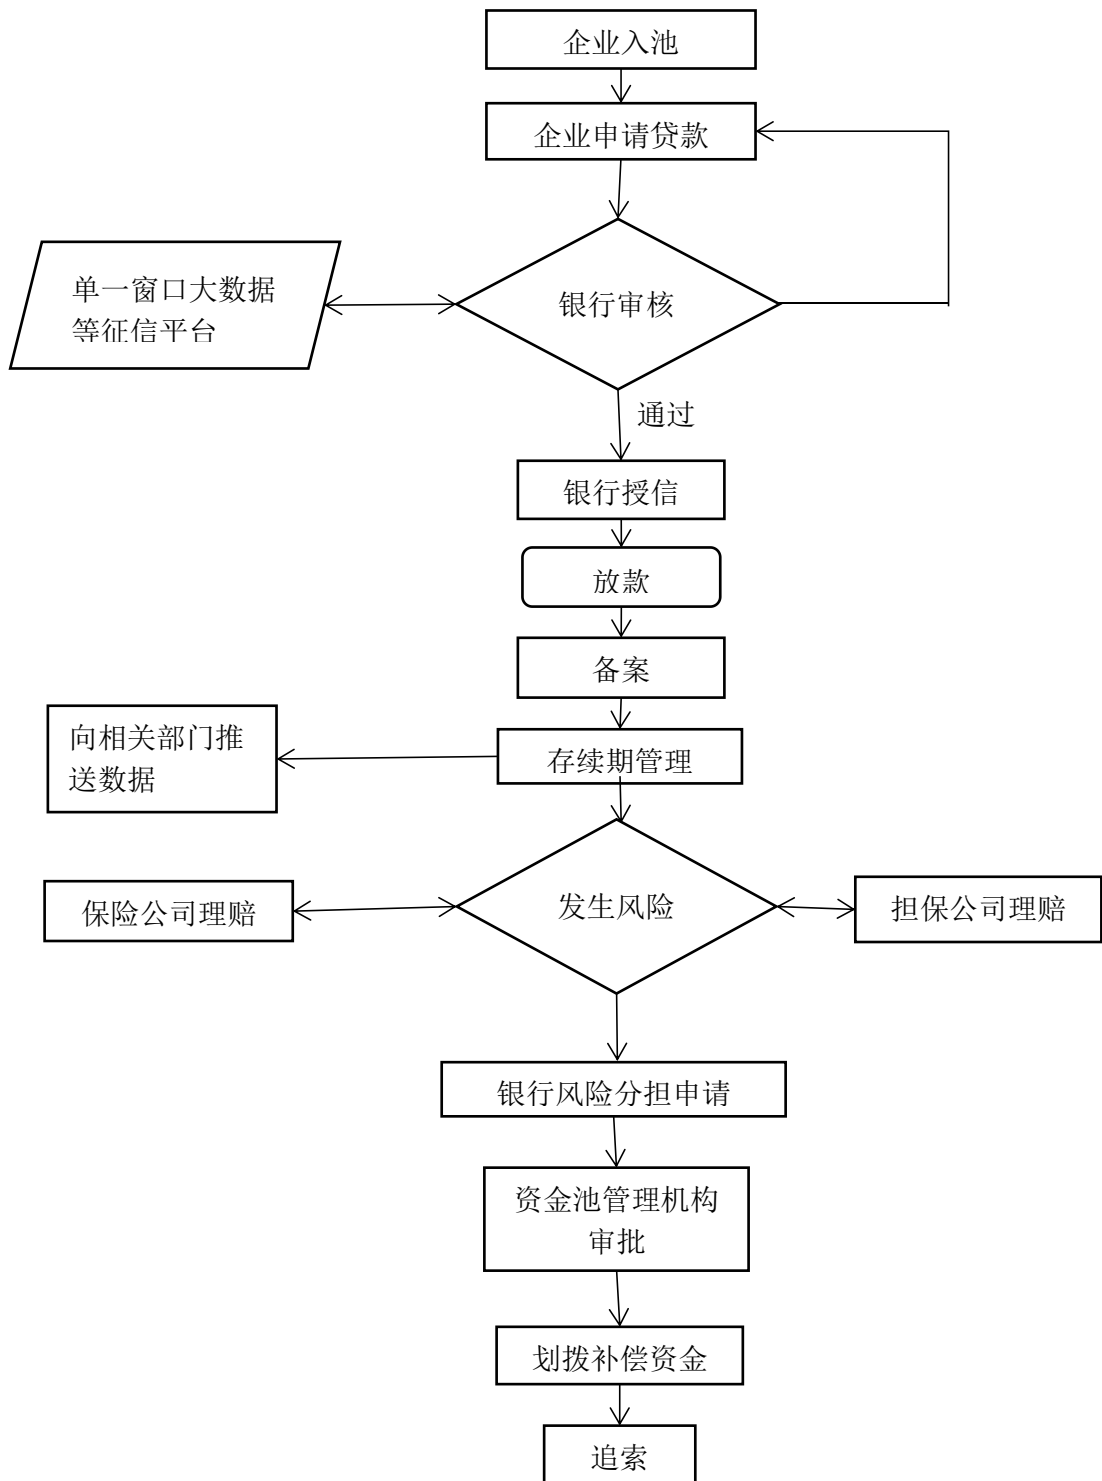 企业入池
企业申请贷款
单一窗口大数据
等征信平台
银行审核
通过
银行授信
放款
备案
向相关部门推
送数据
存续期管理
保险公司理赔
发生风险
担保公司理赔
银行风险分担申请
资金池管理机构
审批
划拨补偿资金
追索